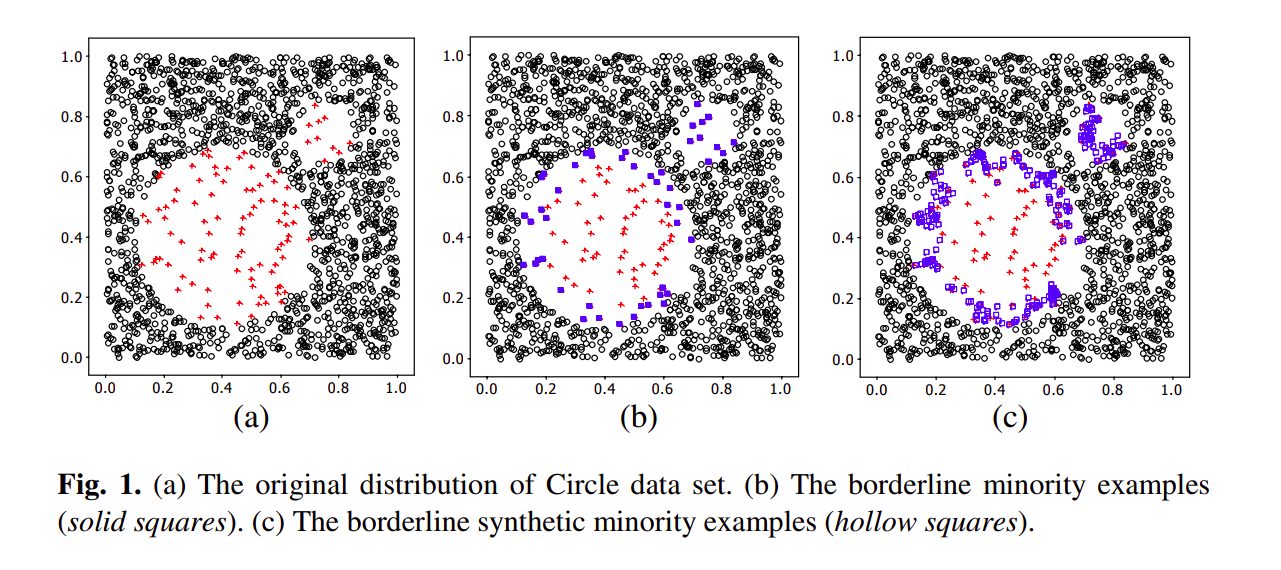 1.0
0.8
0.6
0.4
0.2
0.0
0.0 0.2 0.4 0.6 0.8 1.0
(a)
1.0
0.8
0.6
0.4
0.2
0.0
0.0 0.2 0.4 0.6 0.8 1.0
(b)
1.0
0.8
0.6
0.4
0.2
0.0
0.0 0.2 0.4 0.6 0.8 1.0
(c)
Fig. 1. (a) The original distribution of Circle data set. (b) The borderline minority examples
(solid squares). (c) The borderline synthetic minority examples (hollow squares).